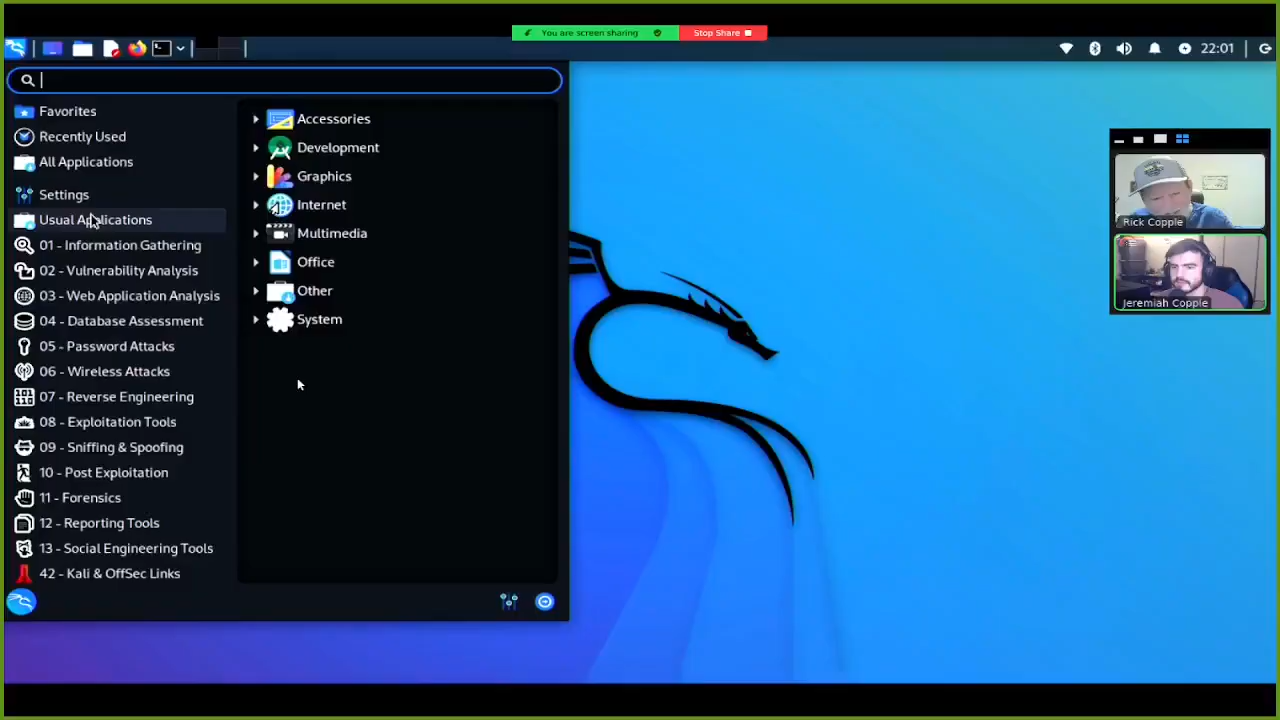 You are screen sharing
Stop Share
22:01
Favorites
Recently Used
All Applications
Settings
Usual Applications
01 - Information Gathering
02 - Vulnerability Analysis
03 - Web Application Analysis
04 - Database Assessment
05 - Password Attacks
06 - Wireless Attacks
07 - Reverse Engineering
08 - Exploitation Tools
09 - Sniffing & Spoofing
10 - Post Exploitation
11 - Forensics
12 - Reporting Tools
13 - Social Engineering Tools
42 - Kali & OffSec Links
Accessories
Development
Graphics
Internet
Multimedia
Office
Other
System
Rick Copple
Jeremiah Copple